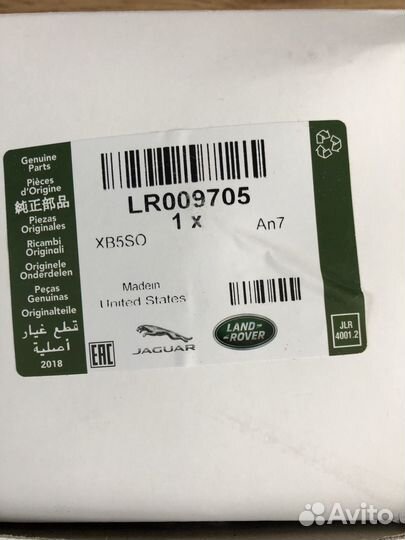 Genuine
Parts
Pièces
d'Origine
純正部品
Piezas
Originales
Ricambi
Originali
Originele
Onderdelen
Peças
Genuinas
Originalteile
قطع غيار
أصلية
2018
LR009705
1 x
An7
XB5SO
Madein
United States
EAC
JAGUAR
LAND-
-ROVER
JLR
4001.2
Avito